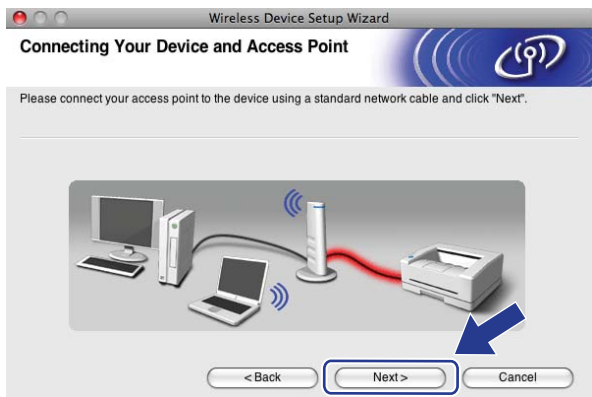 Wireless Device Setup Wizard
Connecting Your Device and Access Point
Please connect your access point to the device using a standard network cable and click "Next".
< Back Next > Cancel